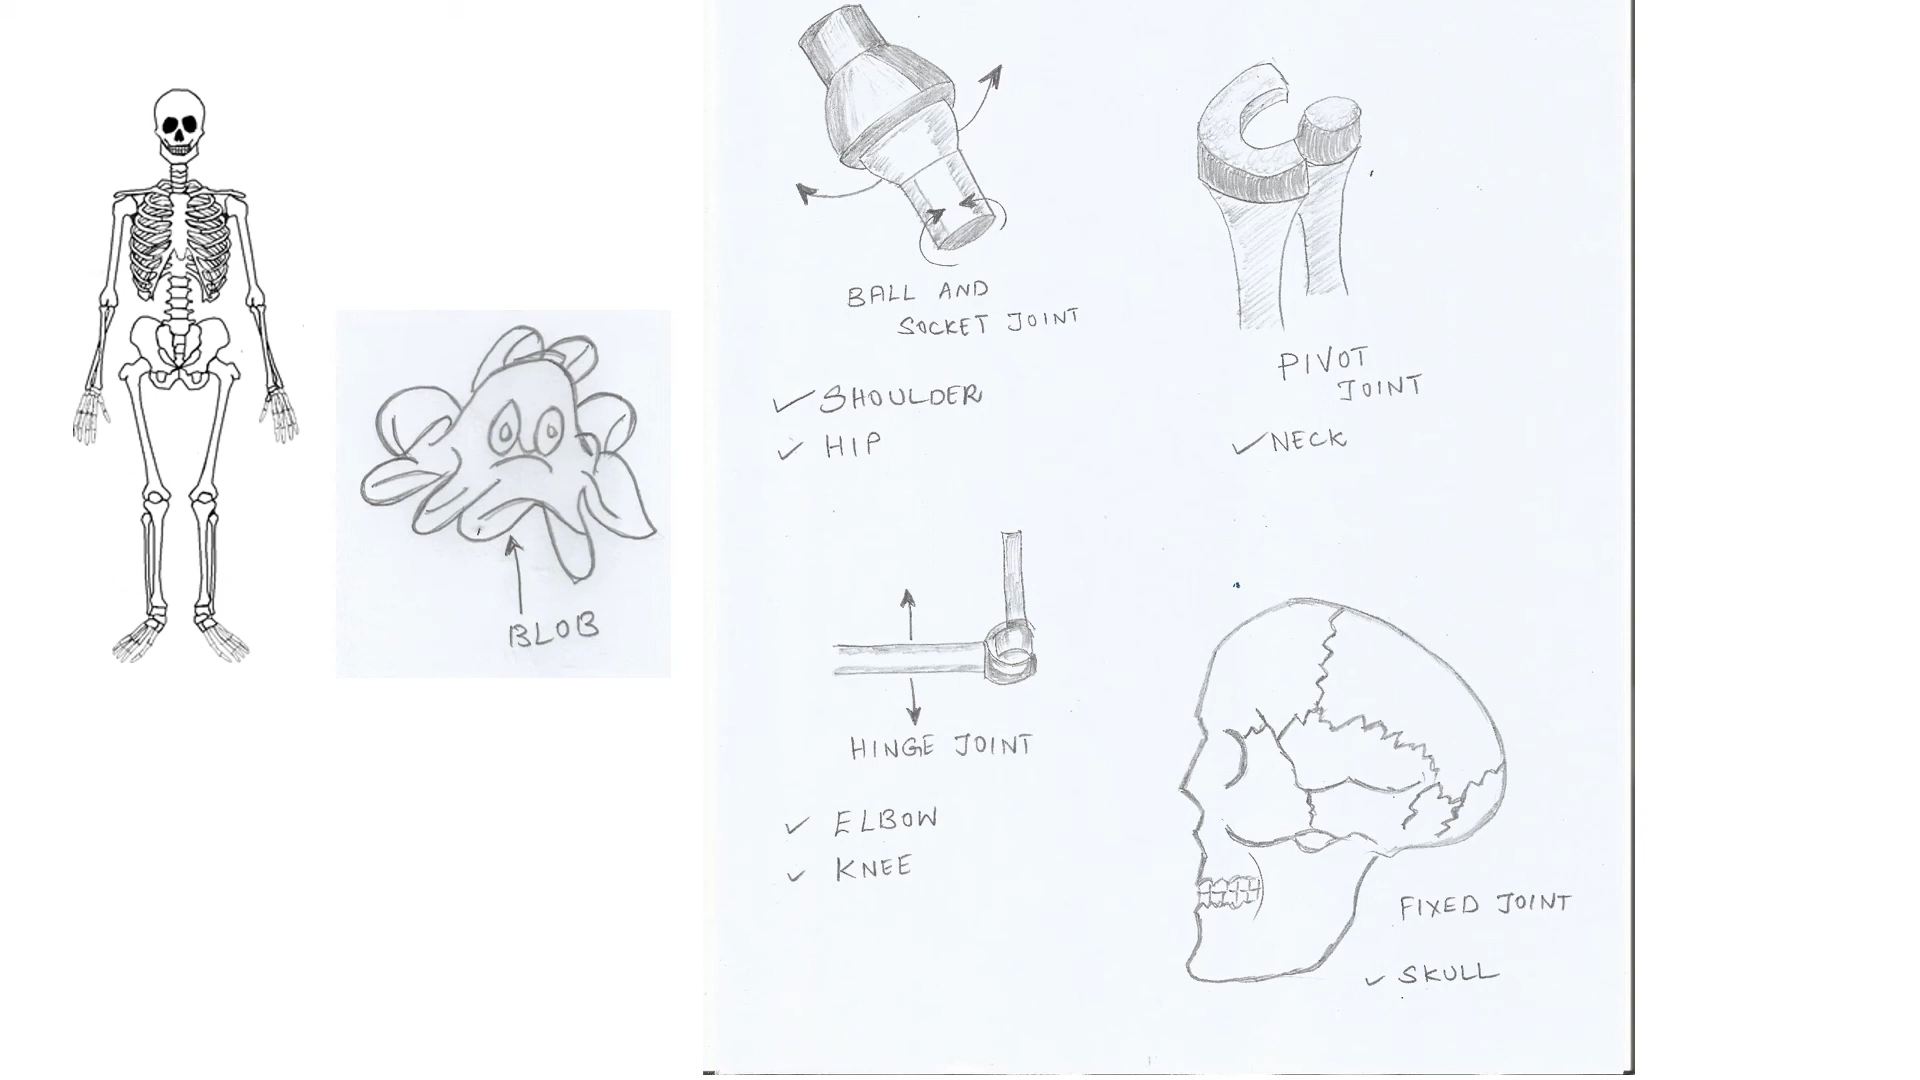 BLOB
BALL AND
SOCKET JOINT
SHOULDER
HIP
PIVOT
JOINT
NECK
HINGE JOINT
ELBOW
KNEE
FIXED JOINT
SKULL